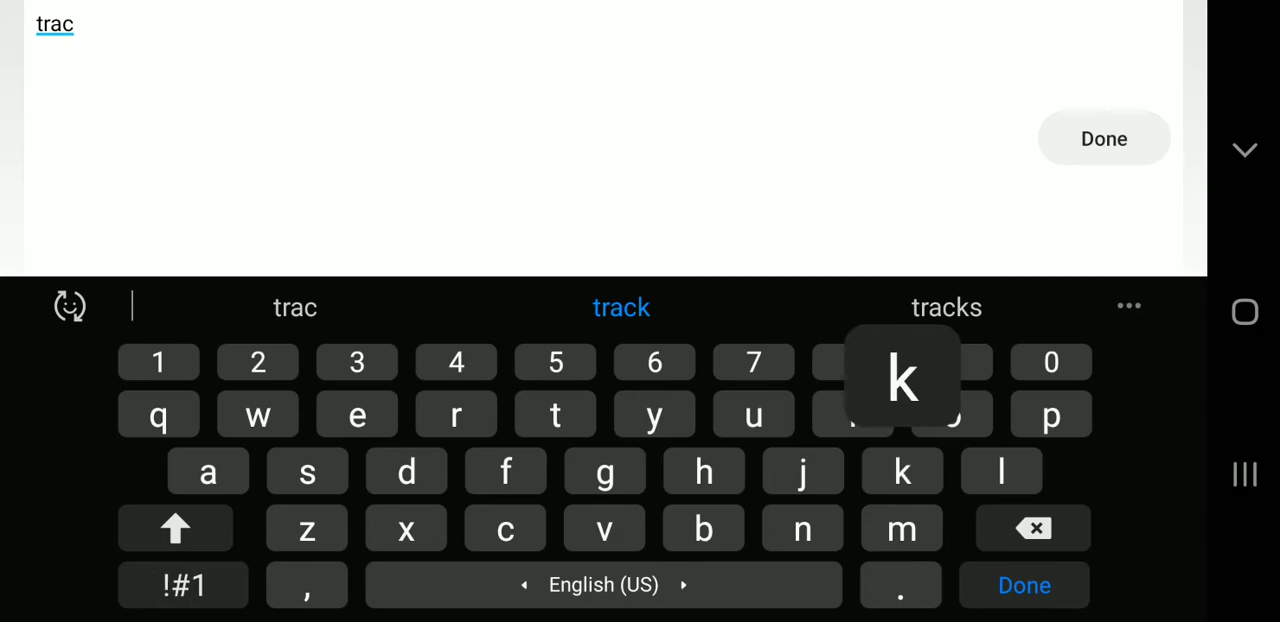 trac
Done
trac track tracks
1 2 3 4 5 6 7 0
k
q w e r t y u p
a s d f g h j k l
z x c v b n m
!#1 , English (US) . Done